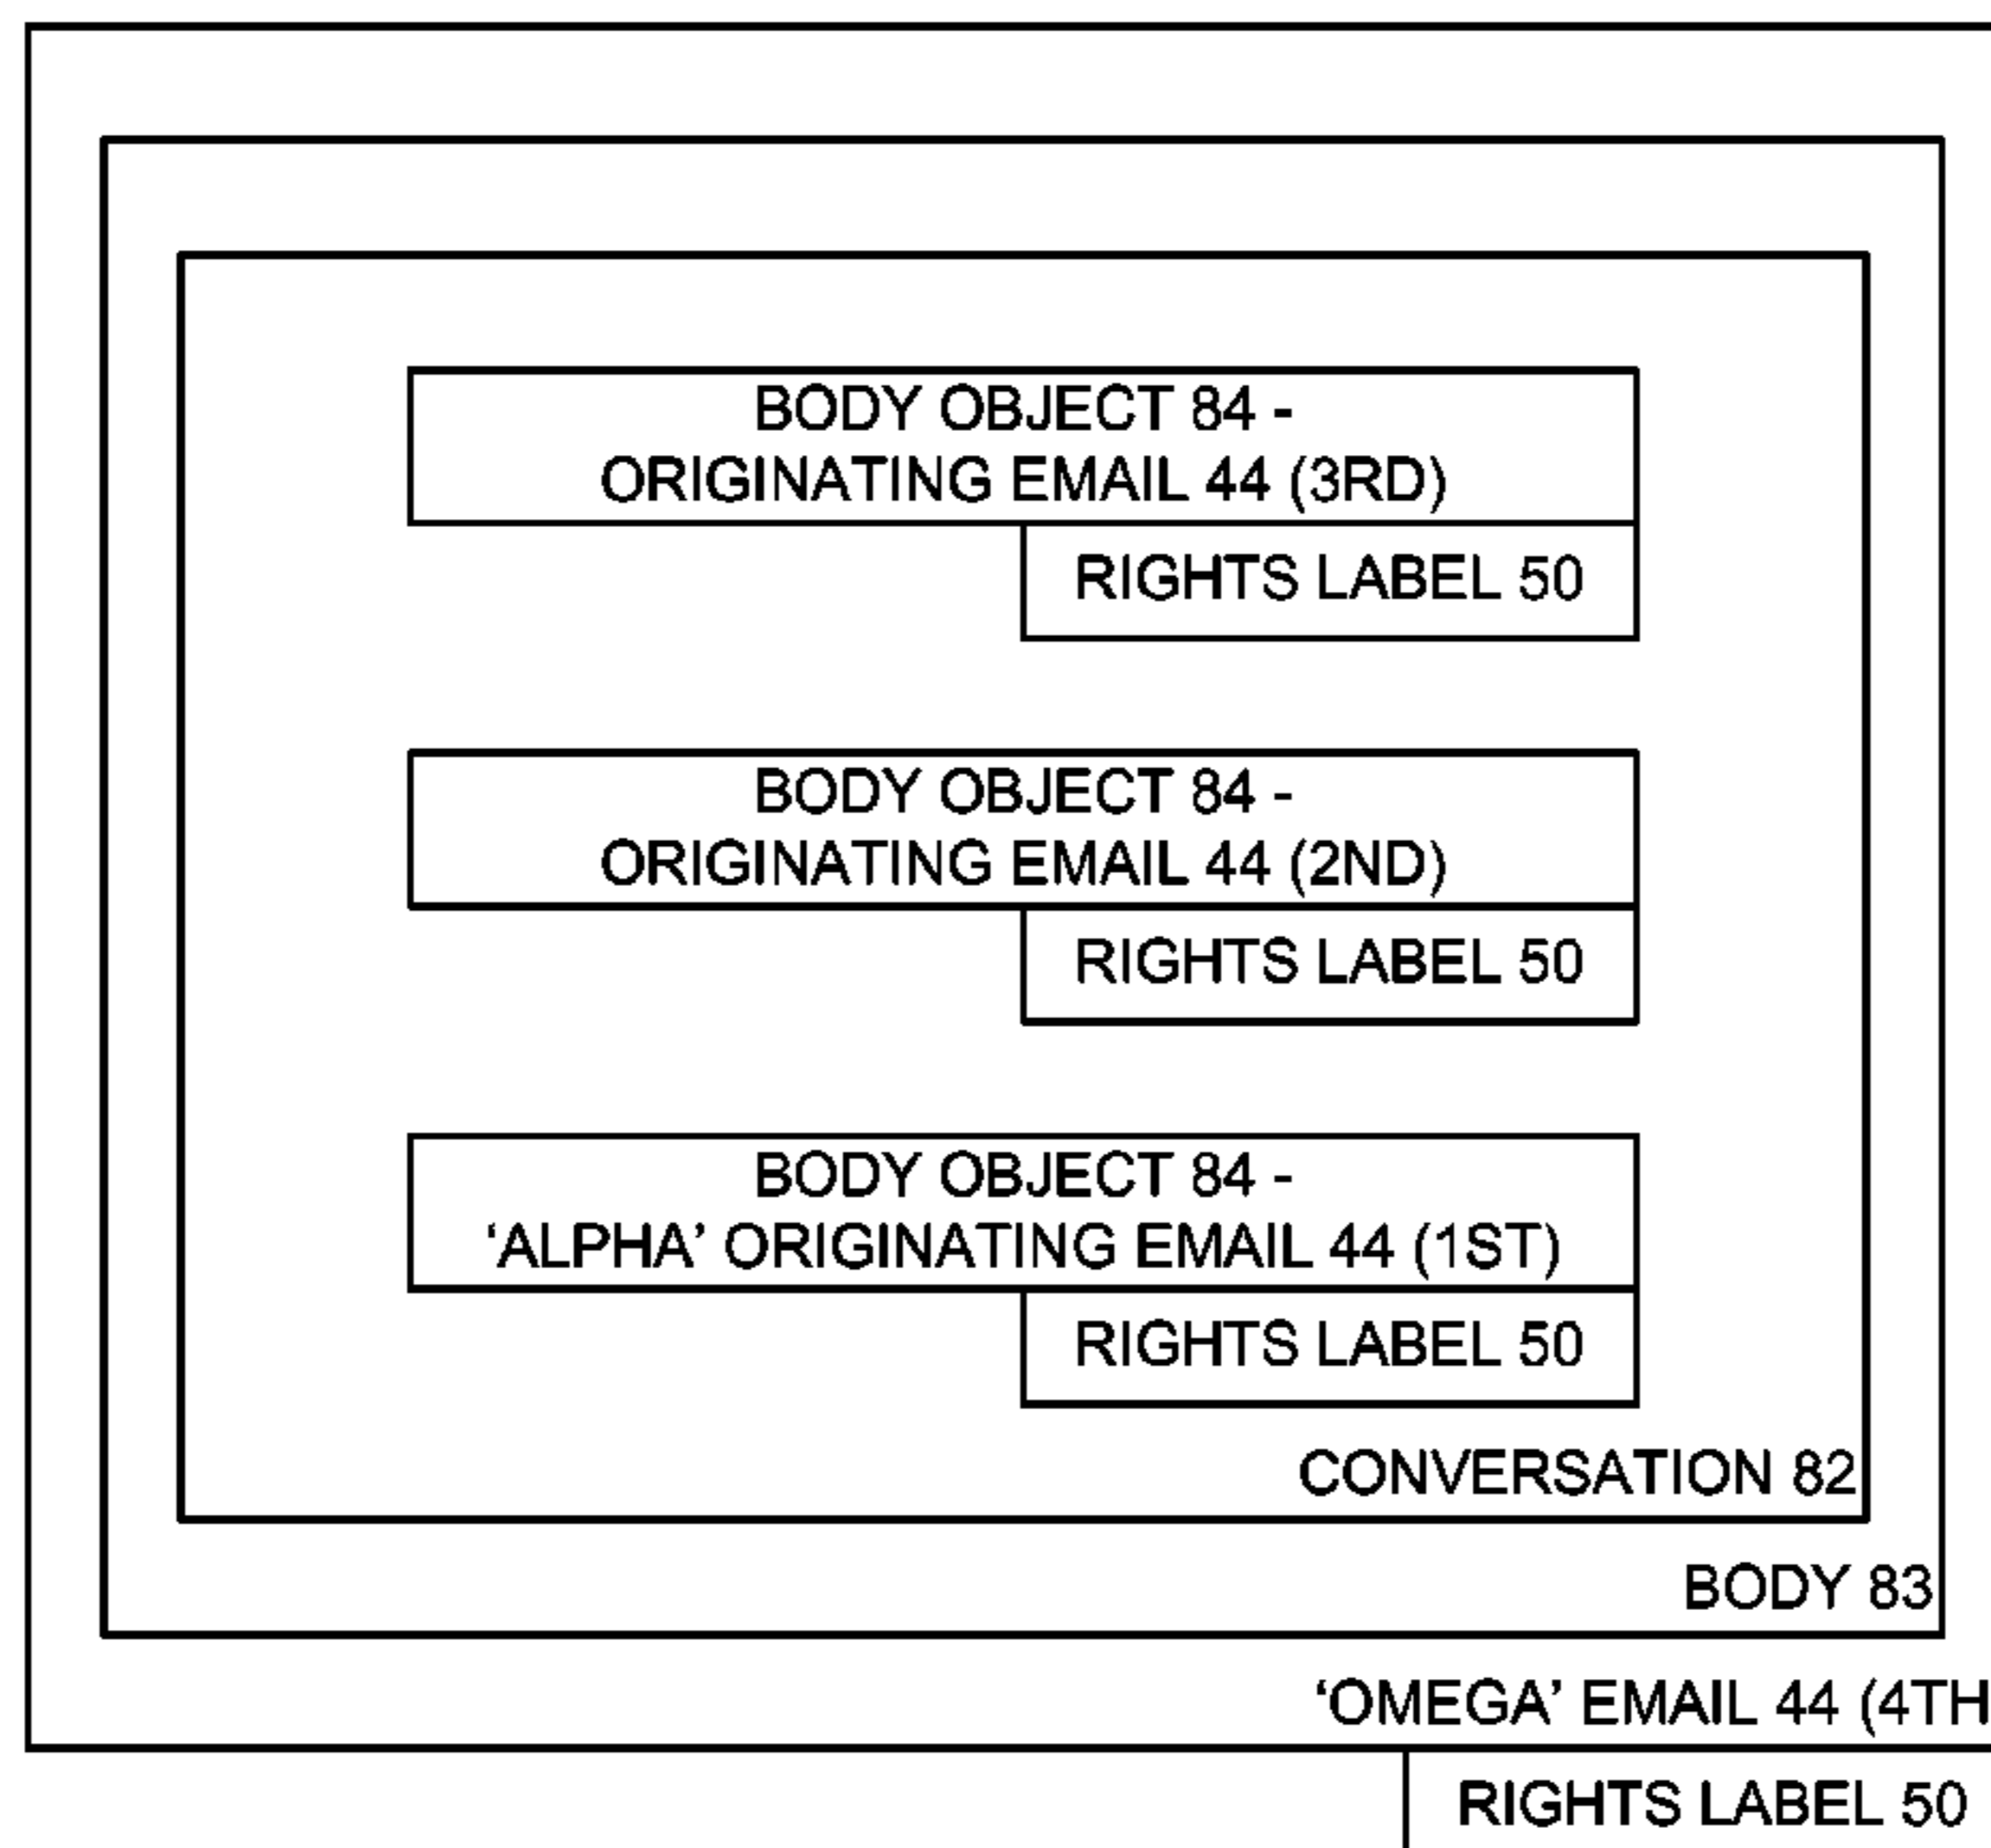 BODY OBJECT 84 -
ORIGINATING EMAIL 44 (3RD)
RIGHTS LABEL 50
BODY OBJECT 84 -
ORIGINATING EMAIL 44 (2ND)
RIGHTS LABEL 50
BODY OBJECT 84 -
‘ALPHA’ ORIGINATING EMAIL 44 (1ST)
RIGHTS LABEL 50
CONVERSATION 82
BODY 83
‘OMEGA’ EMAIL 44 (4TH
RIGHTS LABEL 50